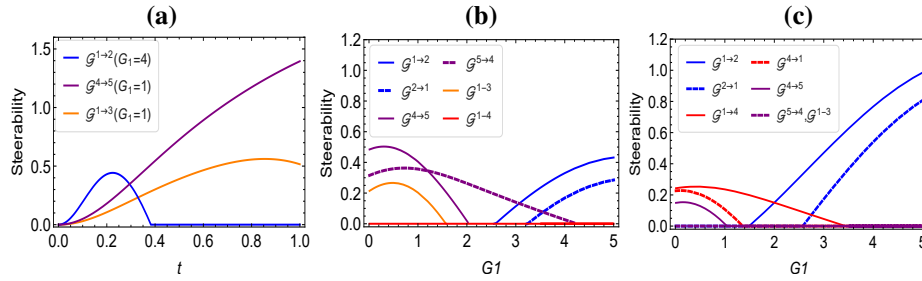 (a)
(b)
(c)
Steerability
1.5
1.0
0.5
0.0
𝒢^{1→2}(G_1=4)
𝒢^{4→5}(G_1=1)
𝒢^{1→3}(G_1=1)
0.0 0.2 0.4 0.6 0.8 1.0
t
Steerability
1.2
1.0
0.8
0.6
0.4
0.2
0.0
𝒢^{1→2} 𝒢^{5→4}
𝒢^{2→1} 𝒢^{1-3}
𝒢^{4→5} 𝒢^{1-4}
0 1 2 3 4 5
G1
Steerability
1.2
1.0
0.8
0.6
0.4
0.2
0.0
𝒢^{1→2} 𝒢^{4→1}
𝒢^{2→1} 𝒢^{4→5}
𝒢^{1→4} 𝒢^{5→4},𝒢^{1-3}
0 1 2 3 4 5
G1